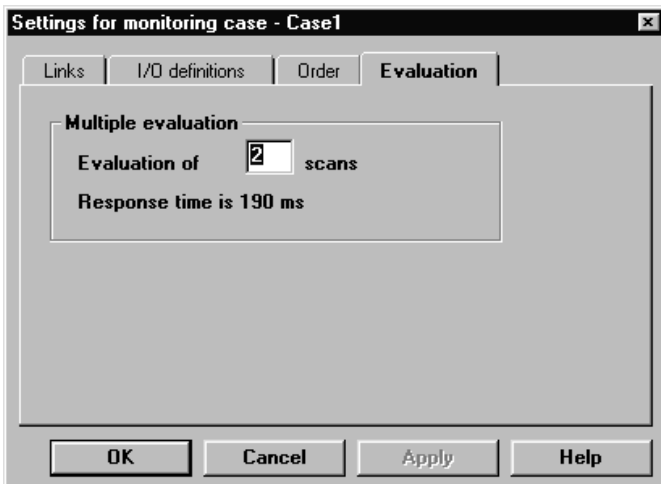 Settings for monitoring case - Case1
Links I/O definitions Order Evaluation
Multiple evaluation
Evaluation of 2 scans
Response time is 190 ms
OK Cancel Apply Help